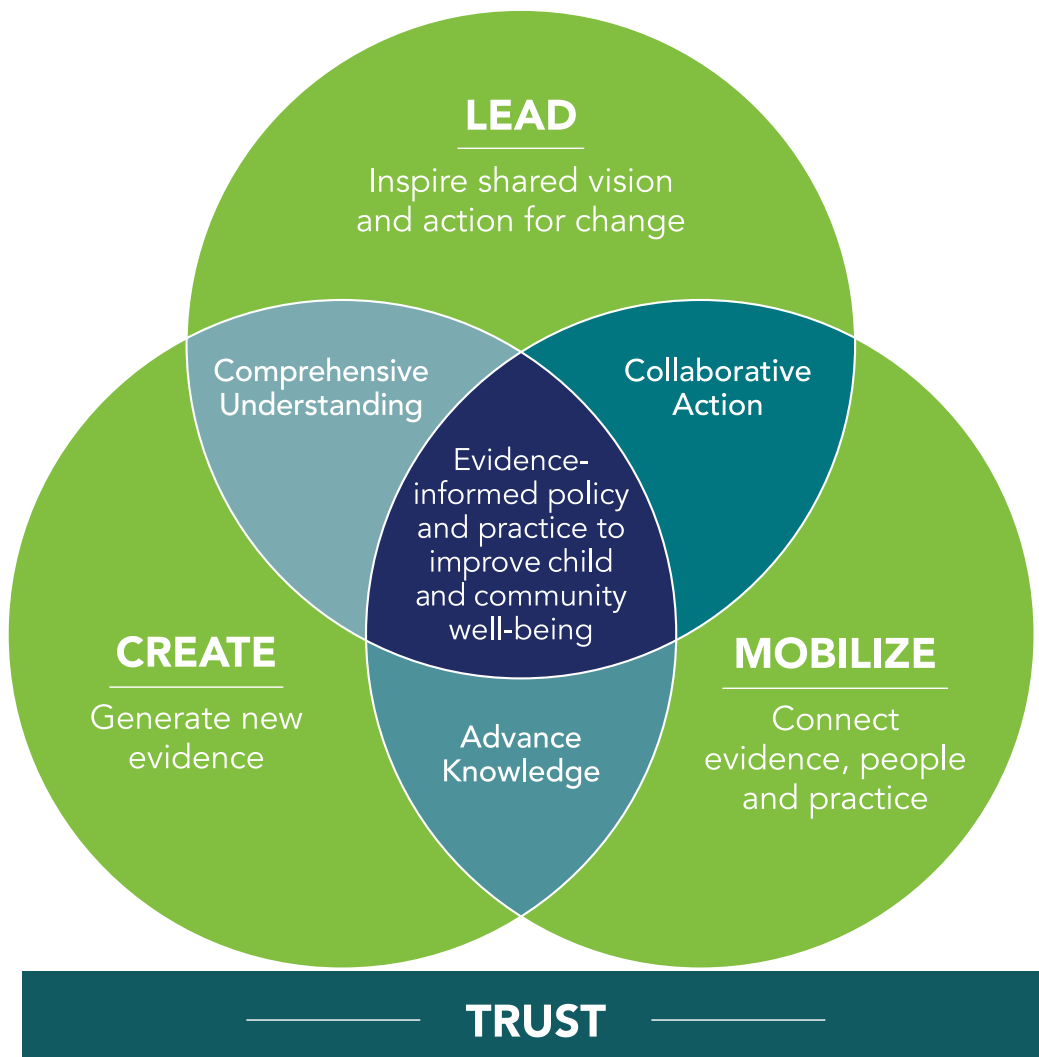 LEAD
Inspire shared vision
and action for change
Comprehensive
Understanding
Collaborative
Action
Evidence-
informed policy
and practice to
improve child
and community
well-being
CREATE
Generate new
evidence
MOBILIZE
Connect
evidence, people
and practice
Advance
Knowledge
TRUST